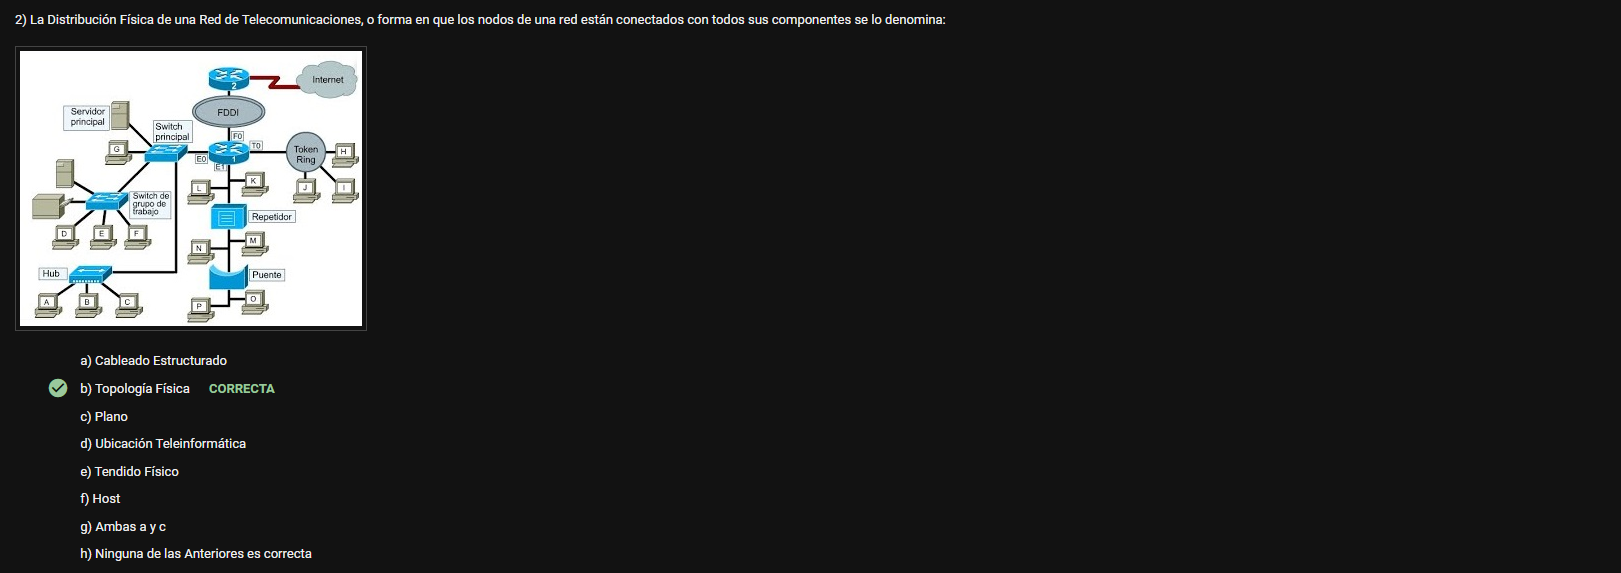 2) La Distribución Física de una Red de Telecomunicaciones, o forma en que los nodos de una red están conectados con todos sus componentes se lo denomina:
Internet
2
FDDI
Servidor
principal
Switch
principal
F0
T0
G
E0
1
E1
Token
Ring
H
L
K
J
I
Switch de
grupo de
trabajo
Repetidor
D
E
F
N
M
Hub
Puente
A
B
C
P
O
a) Cableado Estructurado
b) Topología Física CORRECTA
c) Plano
d) Ubicación Teleinformática
e) Tendido Físico
f) Host
g) Ambas a y c
h) Ninguna de las Anteriores es correcta